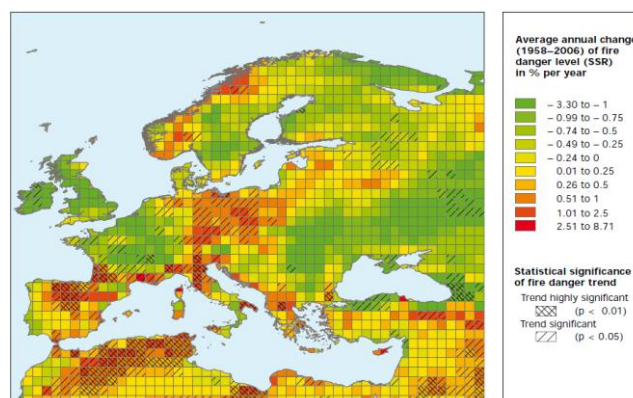 Average annual change
(1958–2006) of fire
danger level (SSR)
in % per year
– 3.30 to – 1
– 0.99 to – 0.75
– 0.74 to – 0.5
– 0.49 to – 0.25
– 0.24 to 0
0.01 to 0.25
0.26 to 0.5
0.51 to 1
1.01 to 2.5
2.51 to 8.71
Statistical significance
of fire danger trend
Trend highly significant
(p < 0.01)
Trend significant
(p < 0.05)